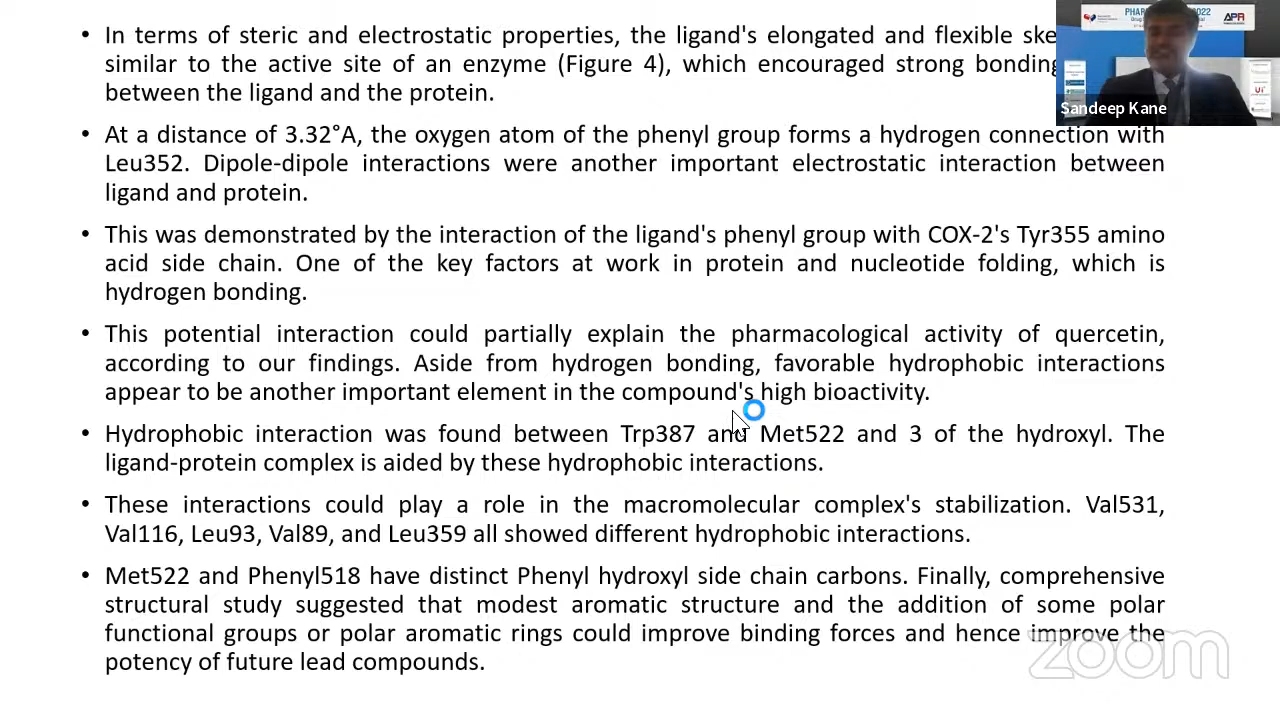 • In terms of steric and electrostatic properties, the ligand's elongated and flexible
similar to the active site of an enzyme (Figure 4), which encouraged strong bonding
between the ligand and the protein.
• At a distance of 3.32°A, the oxygen atom of the phenyl group forms a hydrogen connection with
Leu352. Dipole-dipole interactions were another important electrostatic interaction between
ligand and protein.
• This was demonstrated by the interaction of the ligand's phenyl group with COX-2's Tyr355 amino
acid side chain. One of the key factors at work in protein and nucleotide folding, which is
hydrogen bonding.
• This potential interaction could partially explain the pharmacological activity of quercetin,
according to our findings. Aside from hydrogen bonding, favorable hydrophobic interactions
appear to be another important element in the compound's high bioactivity.
• Hydrophobic interaction was found between Trp387 and Met522 and 3 of the hydroxyl. The
ligand-protein complex is aided by these hydrophobic interactions.
• These interactions could play a role in the macromolecular complex's stabilization. Val531,
Val116, Leu93, Val89, and Leu359 all showed different hydrophobic interactions.
• Met522 and Phenyl518 have distinct Phenyl hydroxyl side chain carbons. Finally, comprehensive
structural study suggested that modest aromatic structure and the addition of some polar
functional groups or polar aromatic rings could improve binding forces and hence improve the
potency of future lead compounds.
APR
Sandeep Kane
zoom